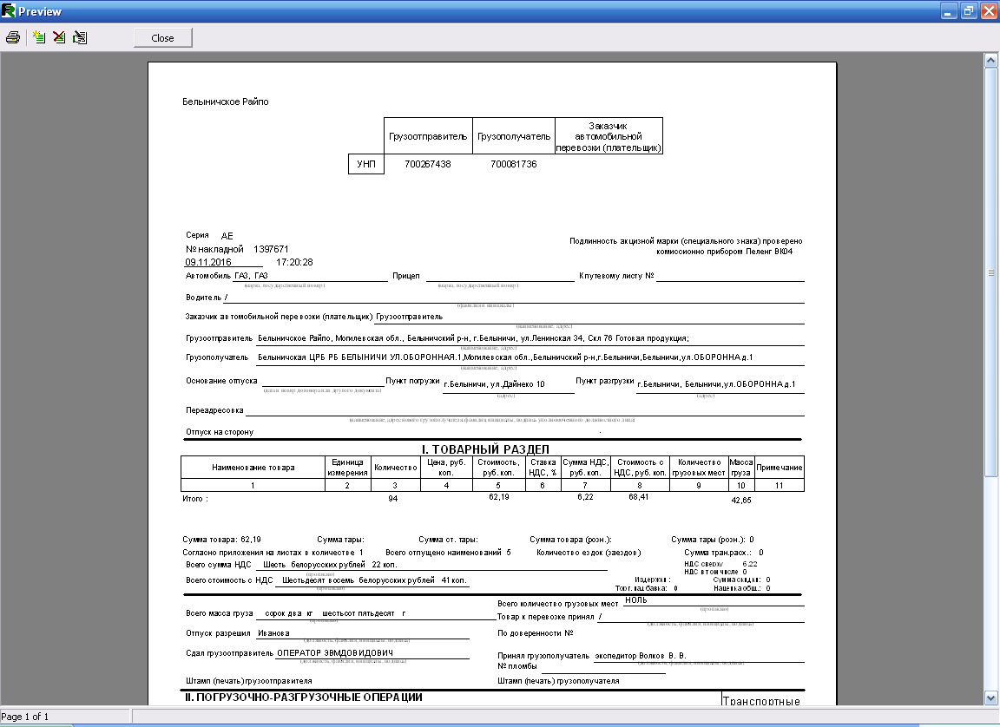 Preview
Close
Белыничское Райпо
Грузоотправитель Грузополучатель Заказчик автомобильной перевозки (плательщик)
УНП 700267438 700081736
Серия АЕ
Подлинность акцизной марки (специального знака) проверено
№ накладной 1397671
комиссионно прибором Пеленг ВК04
09.11.2016 17:20:28
Автомобиль ГАЗ, ГАЗ Прицеп К путевому листу №
(марка, государственный номер) (марка, государственный номер)
Водитель /
(фамилия и инициалы)
Заказчик автомобильной перевозки (плательщик) Грузоотправитель
(наименование, адрес)
Грузоотправитель Белыничское Райпо, Могилевская обл., Белыничский р-н, г.Белыничи, ул.Ленинская 34, Скл 76 Готовая продукция;
(наименование, адрес)
Грузополучатель Белыничская ЦРБ РБ БЕЛЫНИЧИ УЛ.ОБОРОННАЯ.1,Могилевская обл.,Белыничский р-н,г.Белыничи,Белыничи,ул.ОБОРОННА д.1
(наименование, адрес)
Основание отпуска Пункт погрузки г.Белыничи, ул.Дайнеко 10 Пункт разгрузки г.Белыничи, Белыничи,ул.ОБОРОННА д.1
(дата и номер договора или другого документа) (адрес) (адрес)
Переадресовка
(наименование, адрес нового грузополучателя, фамилия, инициалы, подпись уполномоченного должностного лица)
Отпуск на сторону .
I. ТОВАРНЫЙ РАЗДЕЛ
Наименование товара Единица измерения Количество Цена, руб. коп. Стоимость, руб. коп. Ставка НДС, % Сумма НДС, руб. коп. Стоимость с НДС, руб. коп. Количество грузовых мест Масса груза Примечание
1 2 3 4 5 6 7 8 9 10 11
Итого : 94 62,19 6,22 68,41 42,65
Сумма товара: 62,19 Сумма тары: Сумма ст. тары: Сумма товара (розн.): Сумма тары (розн.): 0
Согласно приложения на листах в количестве 1 Всего отпущено наименований 5 Количество ездок (заездов) Сумма тран.расх.: 0
Всего сумма НДС Шесть белорусских рублей 22 коп. НДС сверху 6.22
(прописью) НДС в том числе 0
Всего стоимость с НДС Шестьдесят восемь белорусских рублей 41 коп. Издержки: Сумма скидки: 0
(прописью) Торг. надбавка: 0 Наценка общ.: 0
Всего количество грузовых мест НОЛЬ
(прописью)
Всего масса груза сорок два кг шестьсот пятьдесят г Товар к перевозке принял /
(прописью) (должность, фамилия, инициалы, подпись)
Отпуск разрешил Иванова По доверенности №
(должность, фамилия, инициалы, подпись)
Сдал грузоотправитель ОПЕРАТОР ЭВМДОВИДОВИЧ Принял грузополучатель экспедитор Волков В. В.
(должность, фамилия, инициалы, подпись) (должность, фамилия, инициалы, подпись)
№ пломбы
Штамп (печать) грузоотправителя Штамп (печать) грузополучателя
II. ПОГРУЗОЧНО-РАЗГРУЗОЧНЫЕ ОПЕРАЦИИ Транспортные
Page 1 of 1